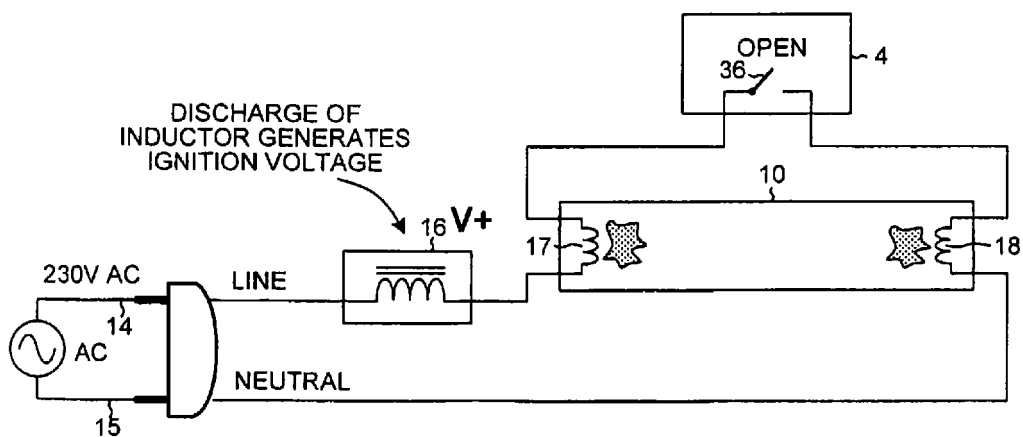 OPEN
36
4
DISCHARGE OF
INDUCTOR GENERATES
IGNITION VOLTAGE
10
16
V+
17
18
230V AC
LINE
14
AC
NEUTRAL
15